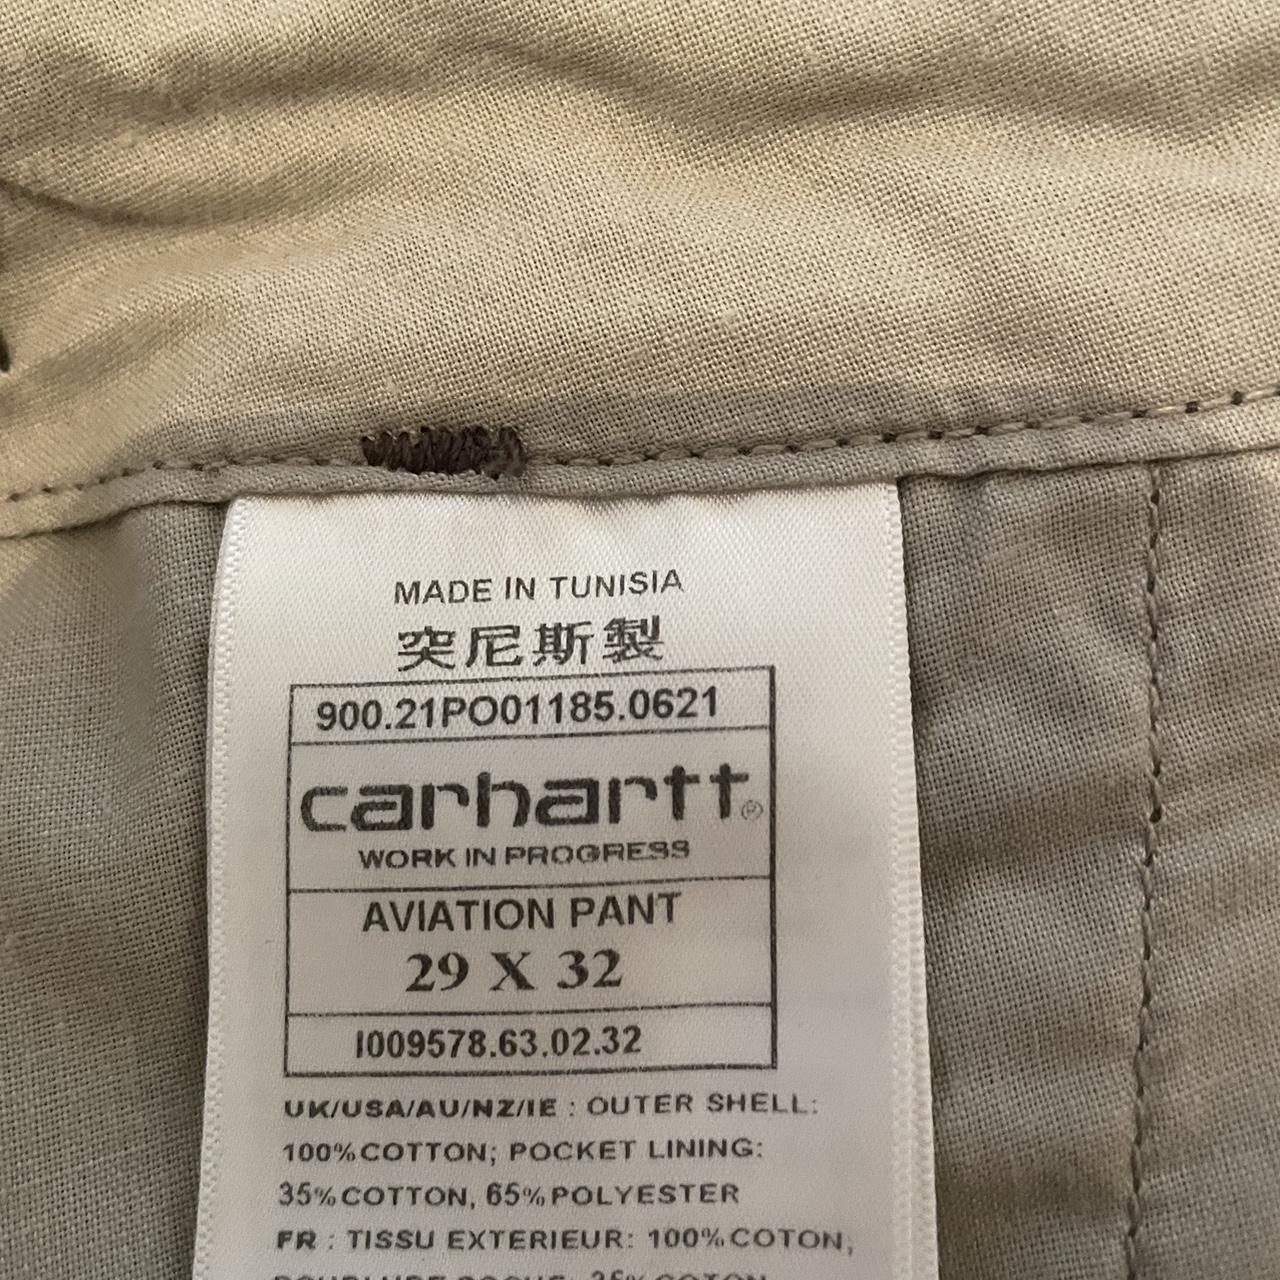 MADE IN TUNISIA
突尼斯製
900.21PO01185.0621
carhartt®
WORK IN PROGRESS
AVIATION PANT
29 X 32
I009578.63.02.32
UK/USA/AU/NZ/IE : OUTER SHELL:
100%COTTON; POCKET LINING:
35%COTTON, 65%POLYESTER
FR : TISSU EXTERIEUR: 100%COTON,